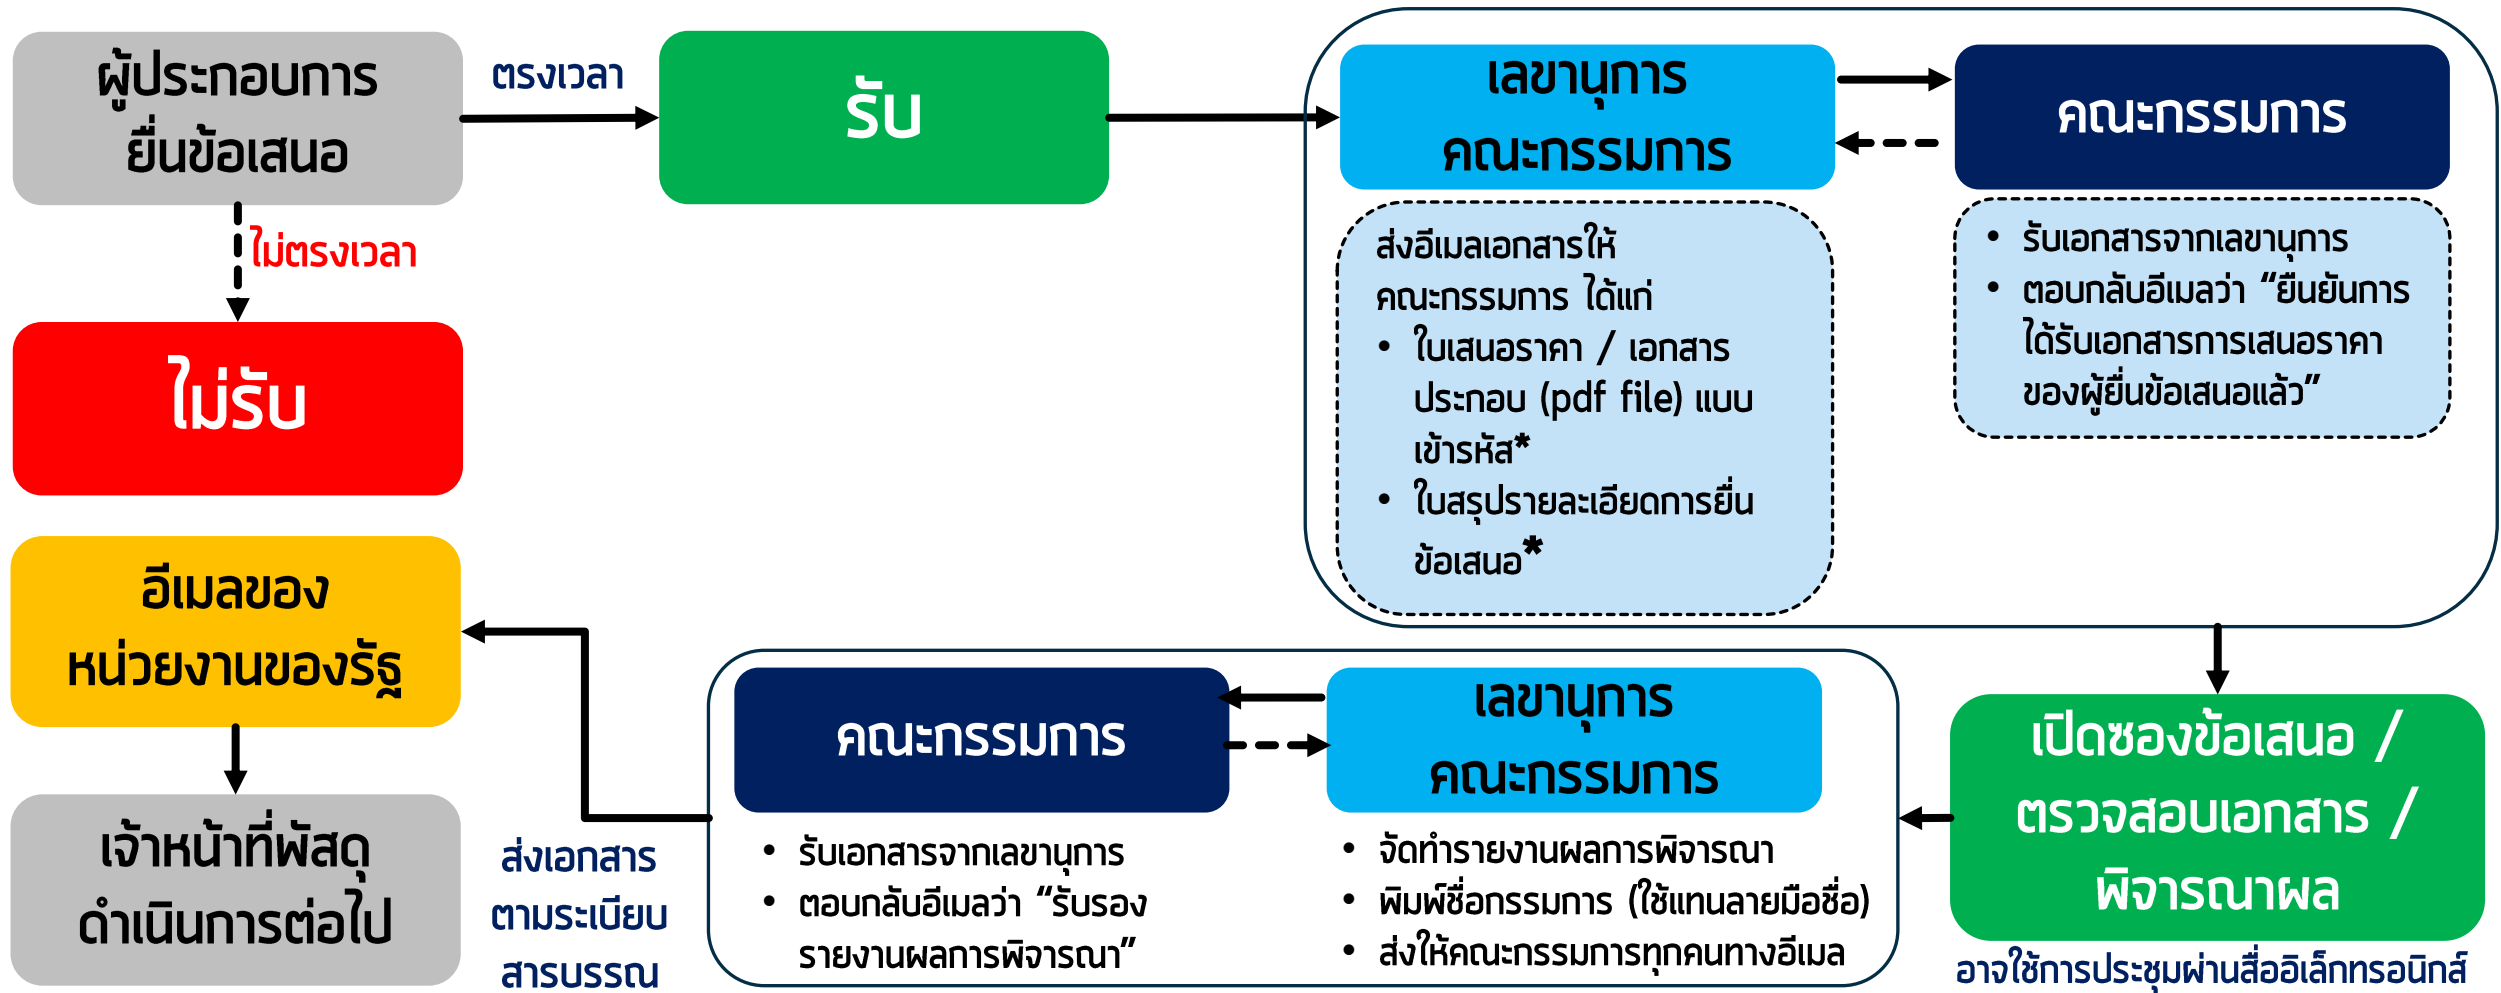 ผู้ประกอบการ
ยื่นข้อเสนอ
ตรงเวลา
รับ
เลขานุการ
คณะกรรมการ
คณะกรรมการ
ไม่ตรงเวลา
ไม่รับ
ส่งอีเมลเอกสารให้
คณะกรรมการ ได้แก่
• ใบเสนอราคา / เอกสาร
ประกอบ (pdf file) แบบ
เข้ารหัส*
• ใบสรุปรายละเอียดการยื่น
ข้อเสนอ*
• รับเอกสารจากเลขานุการ
• ตอบกลับอีเมลว่า “ยืนยันการ
ได้รับเอกสารการเสนอราคา
ของผู้ยื่นข้อเสนอแล้ว”
เปิดซองข้อเสนอ /
ตรวจสอบเอกสาร /
พิจารณาผล
อาจใช้การประชุมผ่านสื่ออิเล็กทรอนิกส์
เลขานุการ
คณะกรรมการ
• จัดทำรายงานผลการพิจารณา
• พิมพ์ชื่อกรรมการ (ใช้แทนลายมือชื่อ)
• ส่งให้คณะกรรมการทุกคนทางอีเมล
คณะกรรมการ
• รับเอกสารจากเลขานุการ
• ตอบกลับอีเมลว่า “รับรอง
รายงานผลการพิจารณา”
ส่งเอกสาร
ตามระเบียบ
สารบรรณ
อีเมลของ
หน่วยงานของรัฐ
เจ้าหน้าที่พัสดุ
ดำเนินการต่อไป